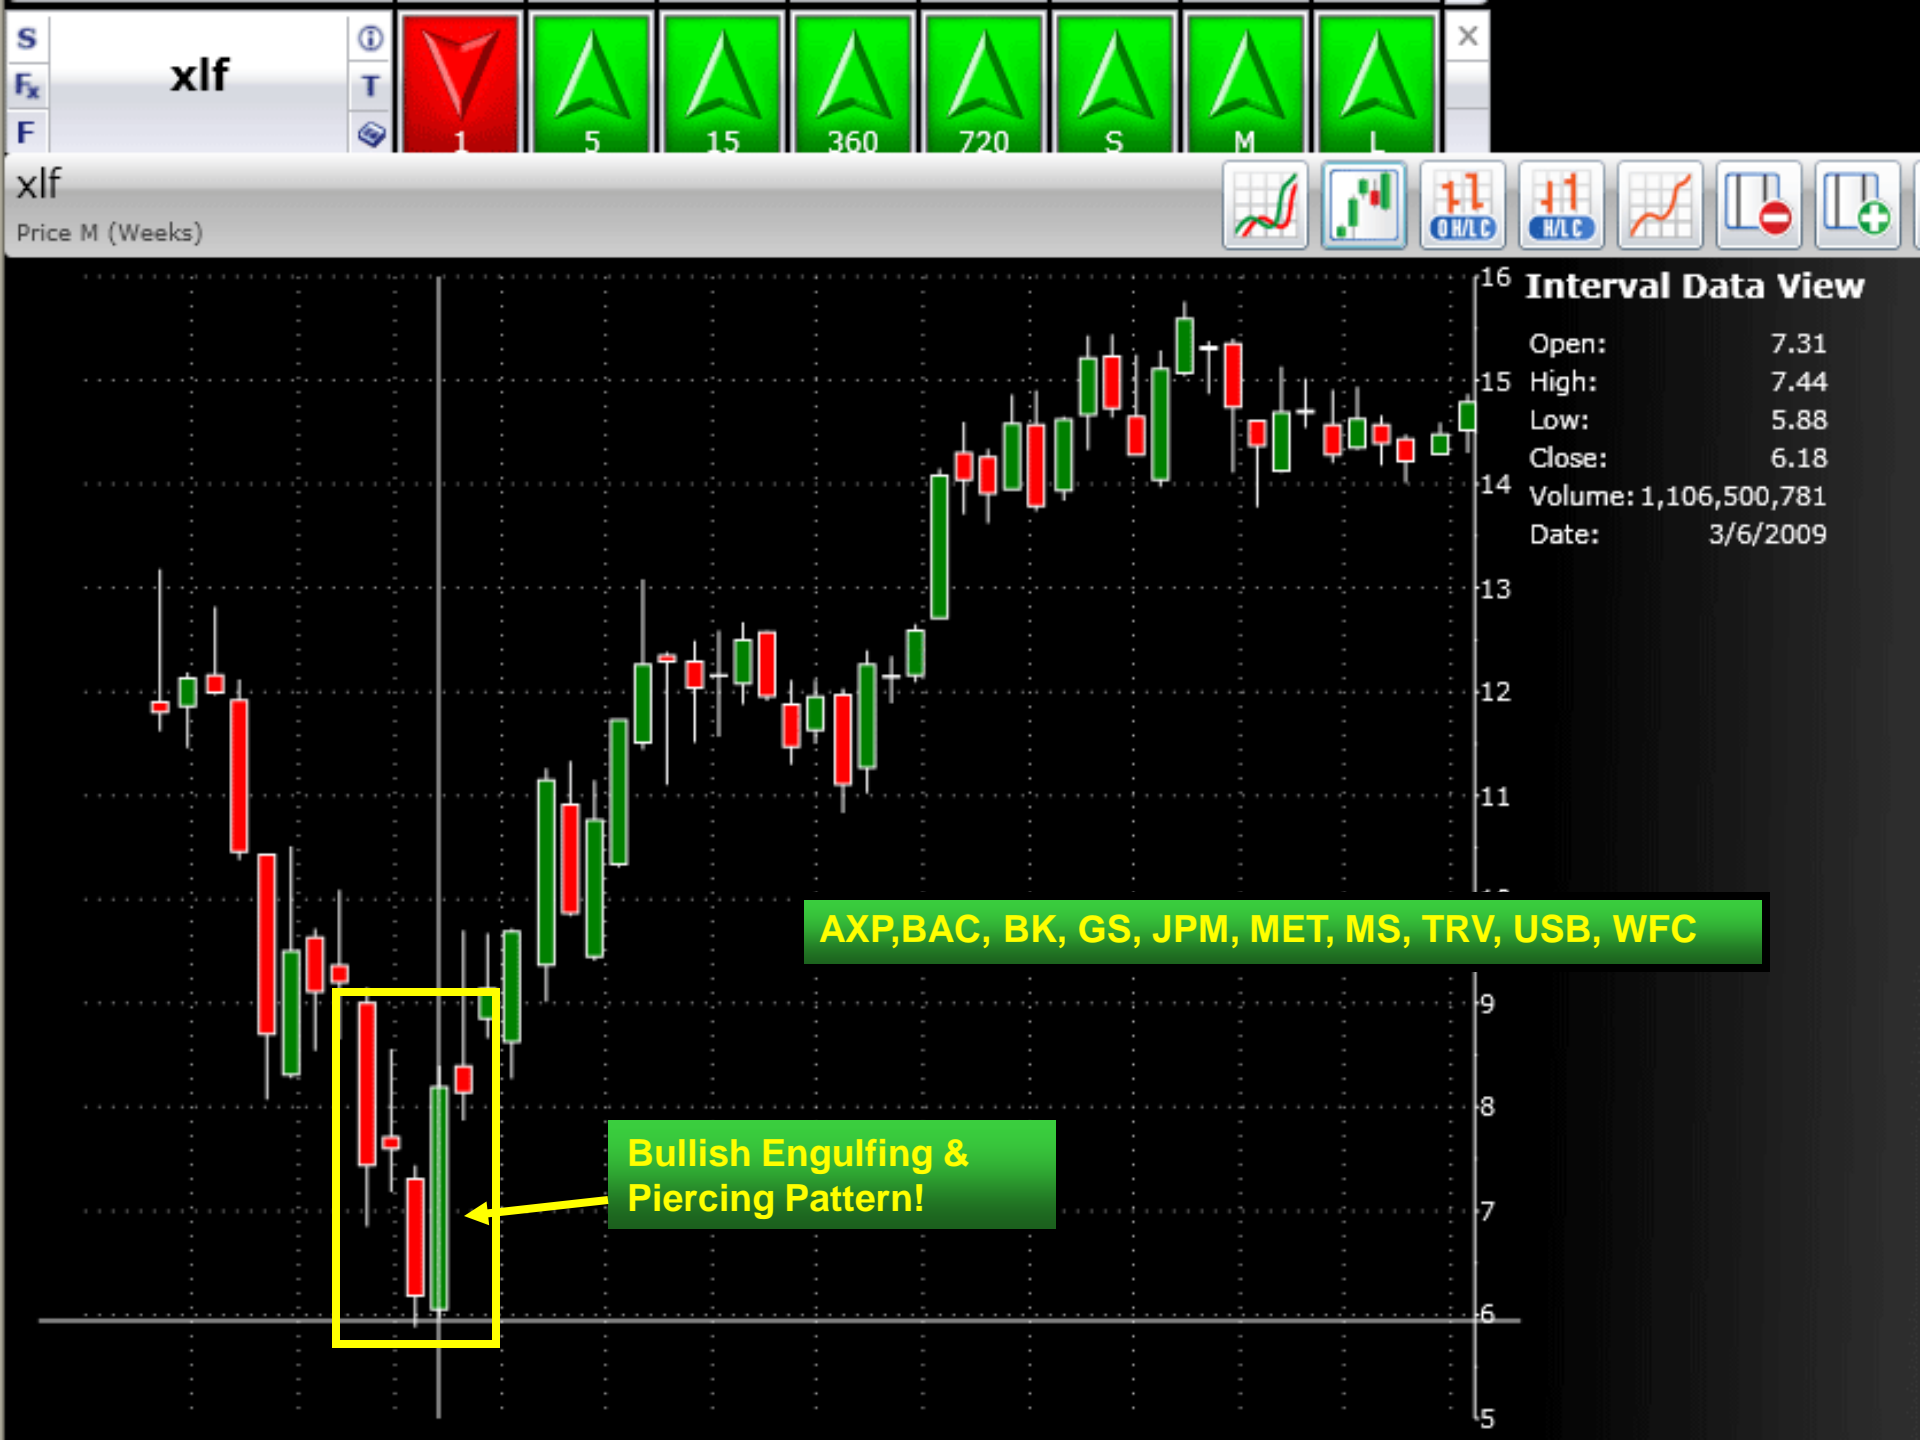 S
xlf
T
Fx
F
1
5
15
360
720
S
M
L
xlf
Price M (Weeks)
O H/L C
H/L C
Interval Data View
Open: 7.31
High: 7.44
Low: 5.88
Close: 6.18
Volume: 1,106,500,781
Date: 3/6/2009
16
15
14
13
12
11
9
8
7
6
5
AXP,BAC, BK, GS, JPM, MET, MS, TRV, USB, WFC
Bullish Engulfing &
Piercing Pattern!